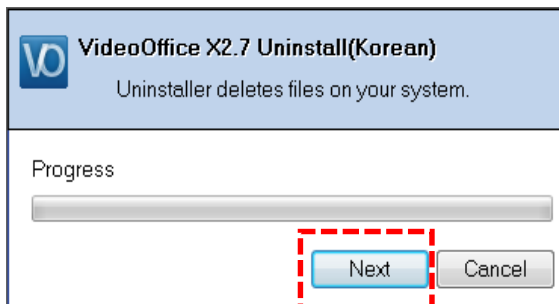 VO
VideoOffice X2.7 Uninstall(Korean)
Uninstaller deletes files on your system.
Progress
Next
Cancel